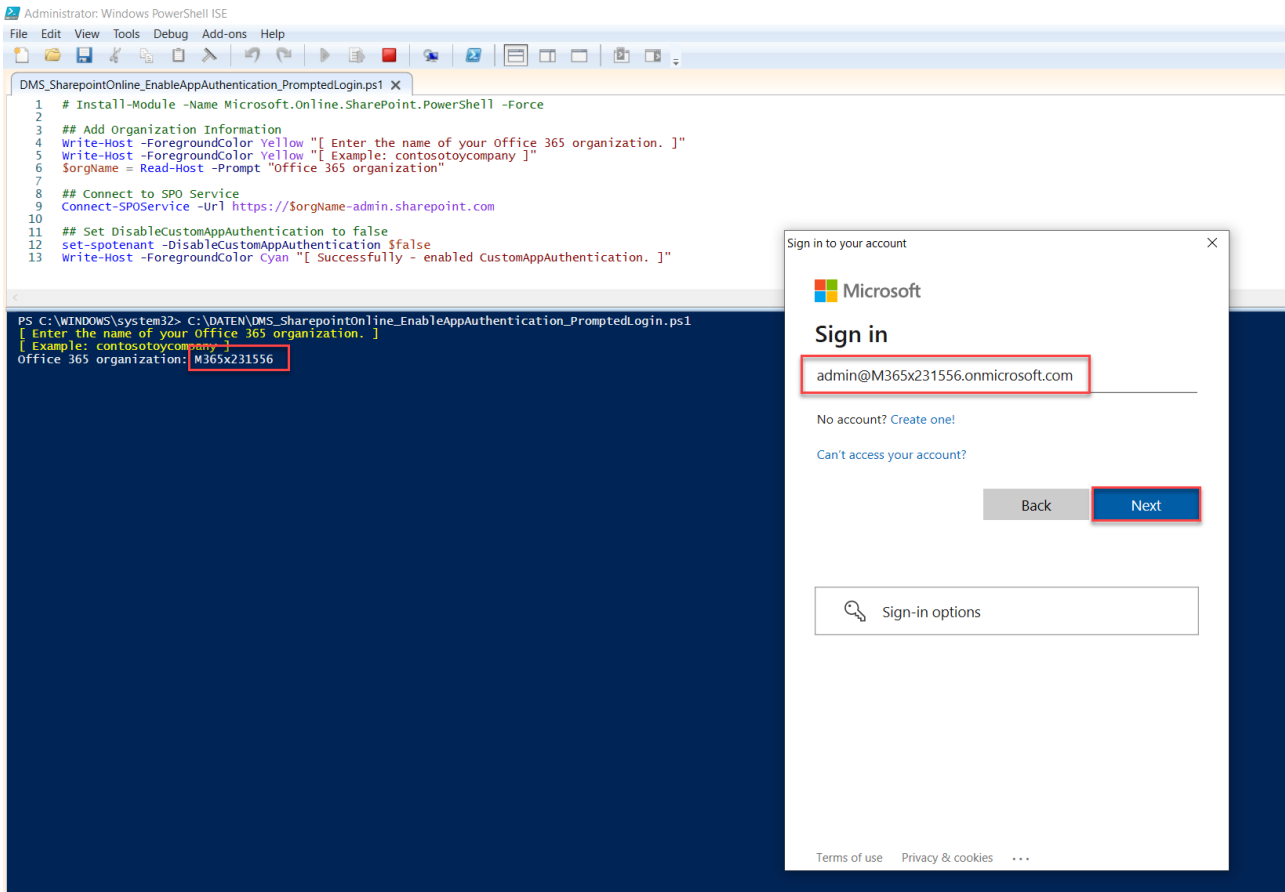 Administrator: Windows PowerShell ISE
File Edit View Tools Debug Add-ons Help
DMS_SharepointOnline_EnableAppAuthentication_PromptedLogin.ps1 X
1 # Install-Module -Name Microsoft.Online.SharePoint.PowerShell -Force
2
3 ## Add Organization Information
4 Write-Host -ForegroundColor Yellow "[ Enter the name of your Office 365 organization. ]"
5 Write-Host -ForegroundColor Yellow "[ Example: contosotoycompany ]"
6 $orgName = Read-Host -Prompt "Office 365 organization"
7
8 ## Connect to SPO Service
9 Connect-SPOService -Url https://$orgName-admin.sharepoint.com
10
11 ## Set DisableCustomAppAuthentication to false
12 set-spotenant -DisableCustomAppAuthentication $false
13 Write-Host -ForegroundColor Cyan "[ Successfully - enabled CustomAppAuthentication. ]"
PS C:\WINDOWS\system32> C:\DATEN\DMS_SharepointOnline_EnableAppAuthentication_PromptedLogin.ps1
[ Enter the name of your Office 365 organization. ]
[ Example: contosotoycompany ]
Office 365 organization: M365x231556
Sign in to your account
Microsoft
Sign in
admin@M365x231556.onmicrosoft.com
No account? Create one!
Can't access your account?
Back Next
Sign-in options
Terms of use Privacy & cookies ...